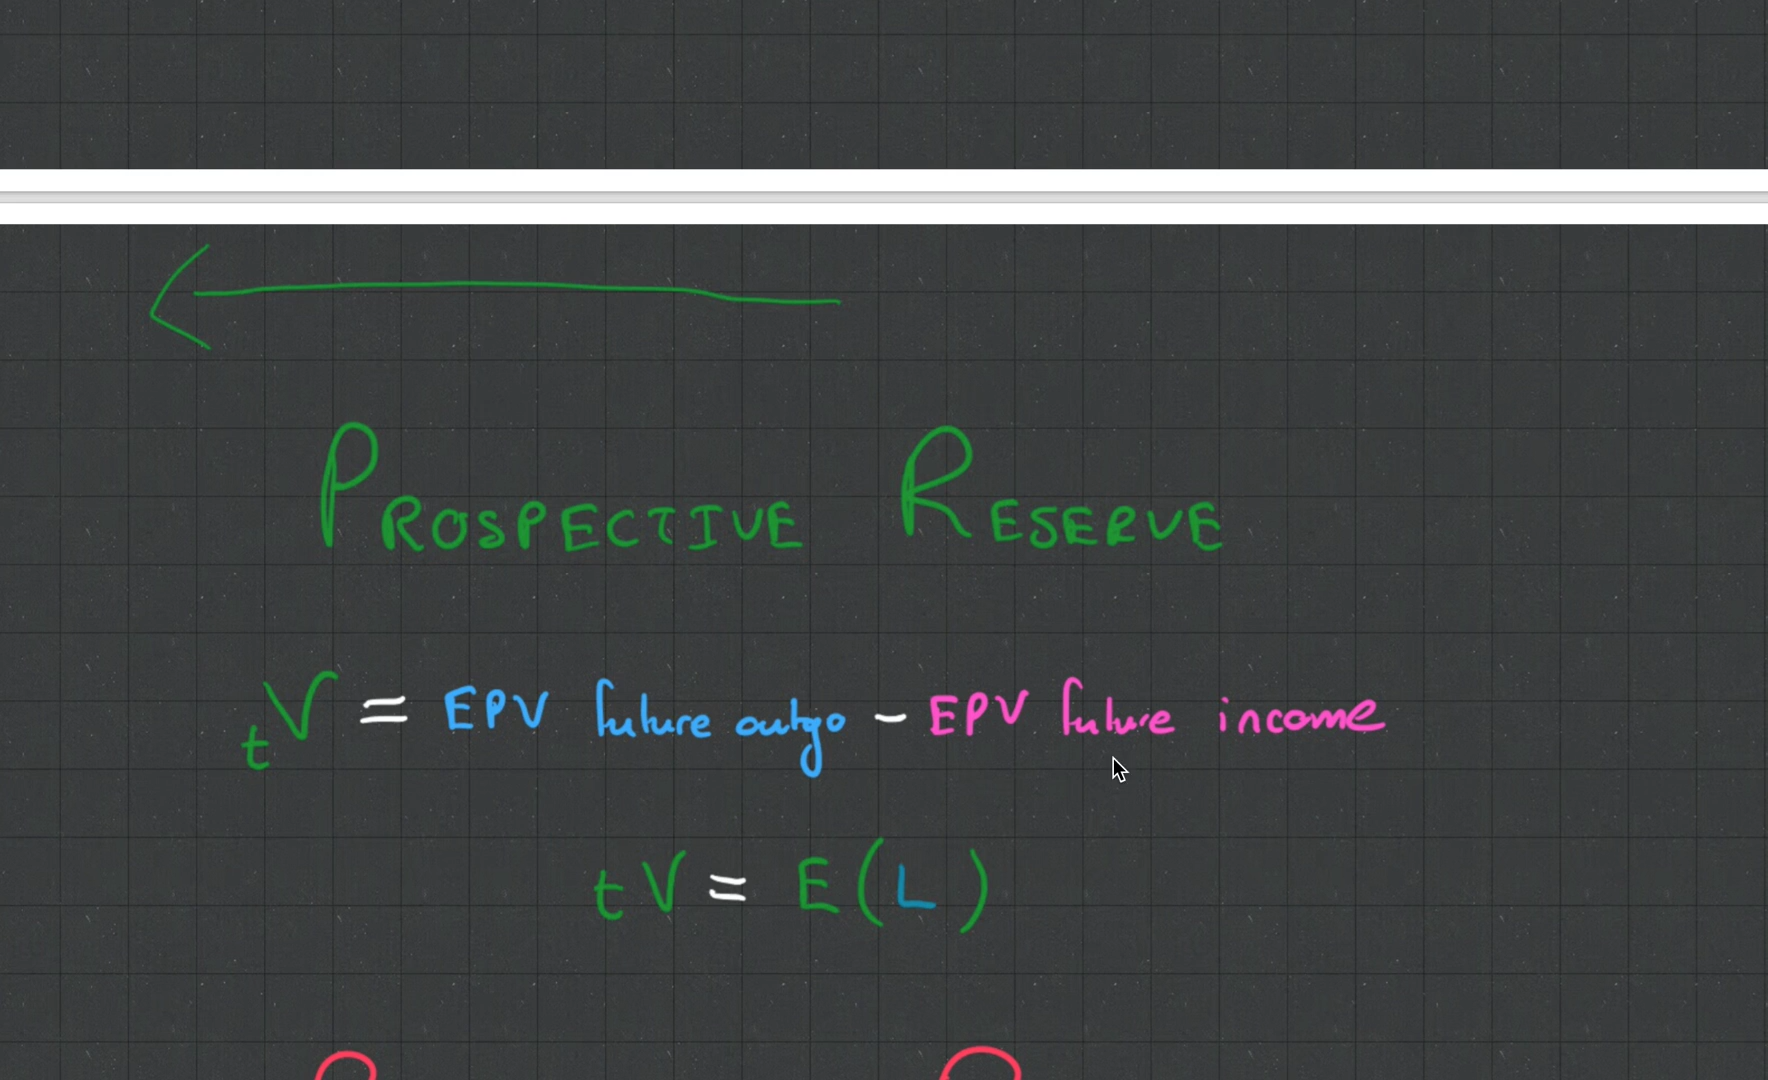 PROSPECTIVE RESERVE
tV = EPV future outgo - EPV future income
tV = E(L)